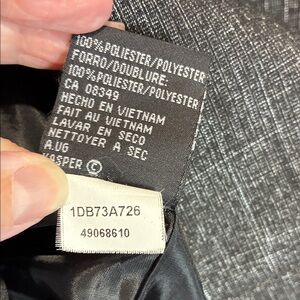 100% POLIESTER/POLYESTER
FORRO/DOUBLURE:
100% POLIESTER/POLYESTER
CA 08349
HECHO EN VIETNAM
FAIT AU VIETNAM
LAVAR EN SECO
NETTOYER A SEC
A.UG
KASPER ©
1DB73A726
49068610